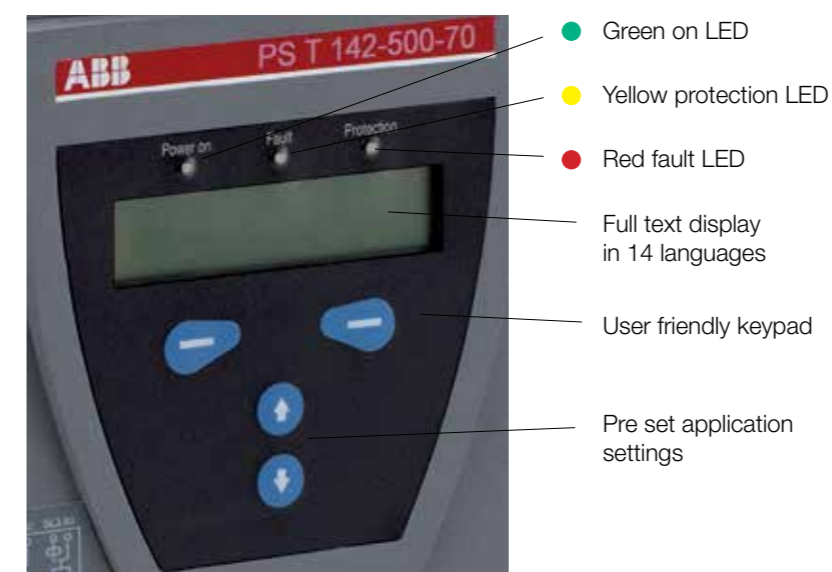 ABB
PS T 142-500-70
Power on
Fault
Protection
Green on LED
Yellow protection LED
Red fault LED
Full text display
in 14 languages
User friendly keypad
Pre set application
settings